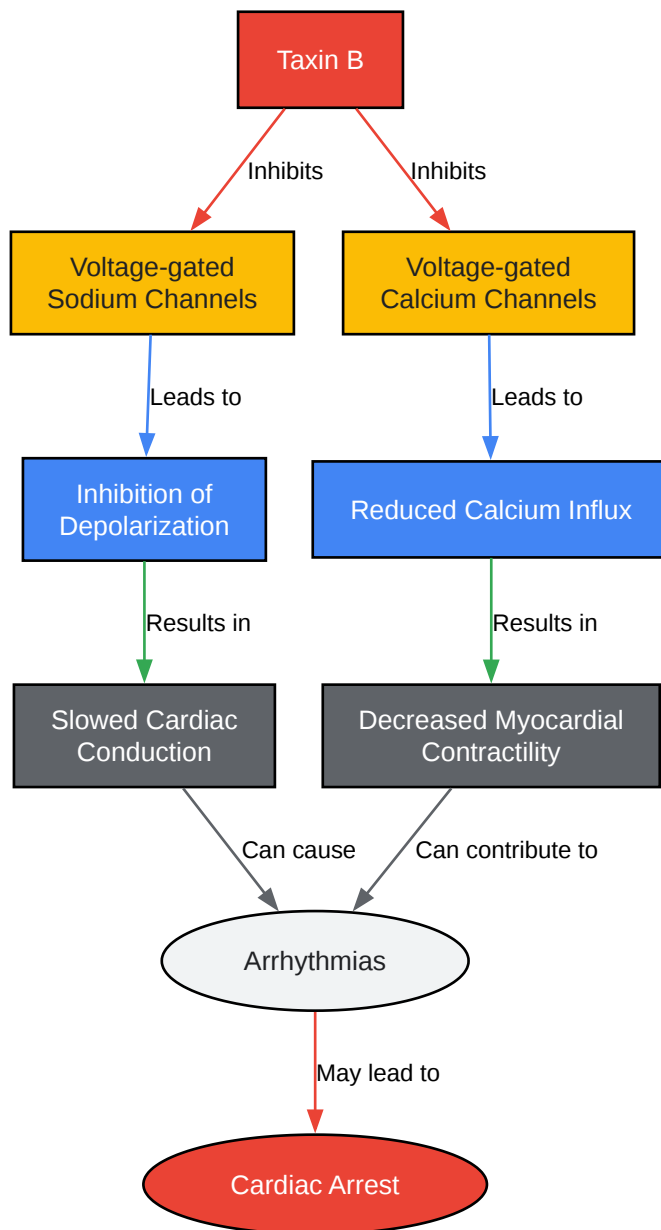 Taxin B
Inhibits
Inhibits
Voltage-gated
Sodium Channels
Voltage-gated
Calcium Channels
Leads to
Leads to
Inhibition of
Depolarization
Reduced Calcium Influx
Results in
Results in
Slowed Cardiac
Conduction
Decreased Myocardial
Contractility
Can cause
Can contribute to
Arrhythmias
May lead to
Cardiac Arrest